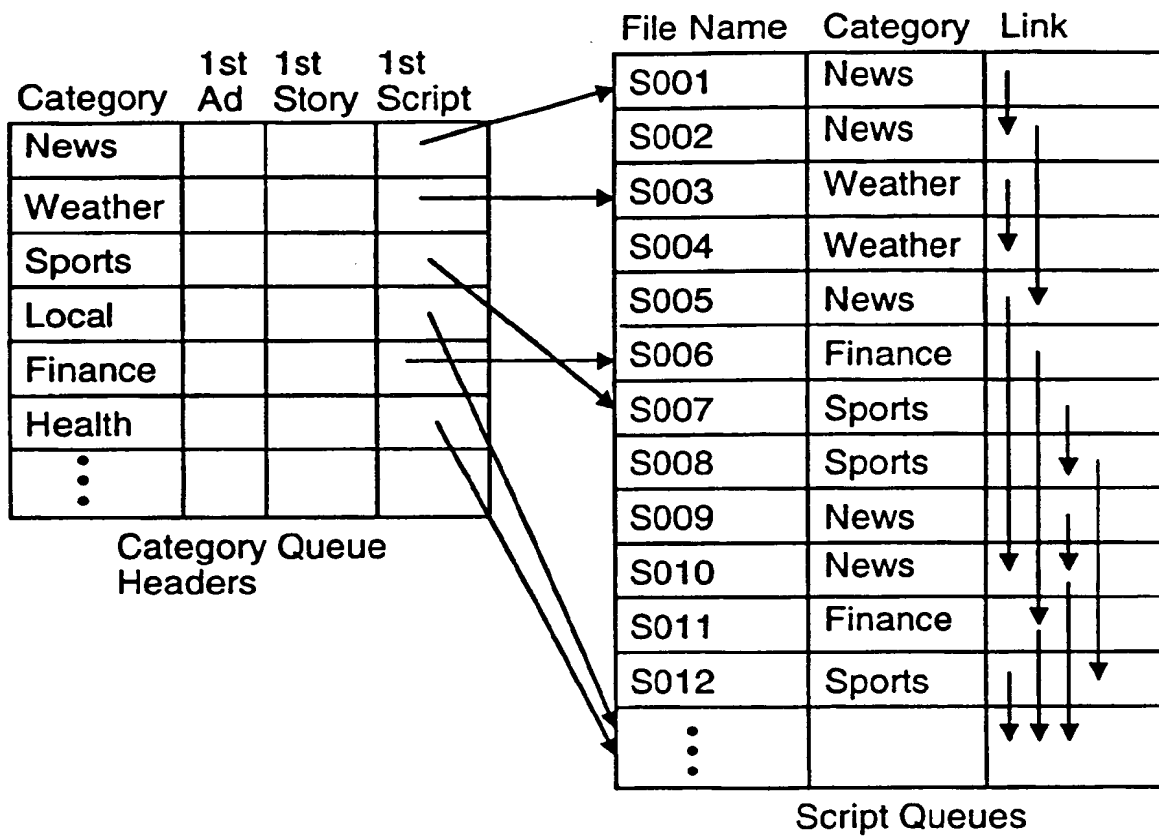 1st 1st 1st
Category Ad Story Script
News
Weather
Sports
Local
Finance
Health
Category Queue
Headers
File Name Category Link
S001 News
S002 News
S003 Weather
S004 Weather
S005 News
S006 Finance
S007 Sports
S008 Sports
S009 News
S010 News
S011 Finance
S012 Sports
Script Queues